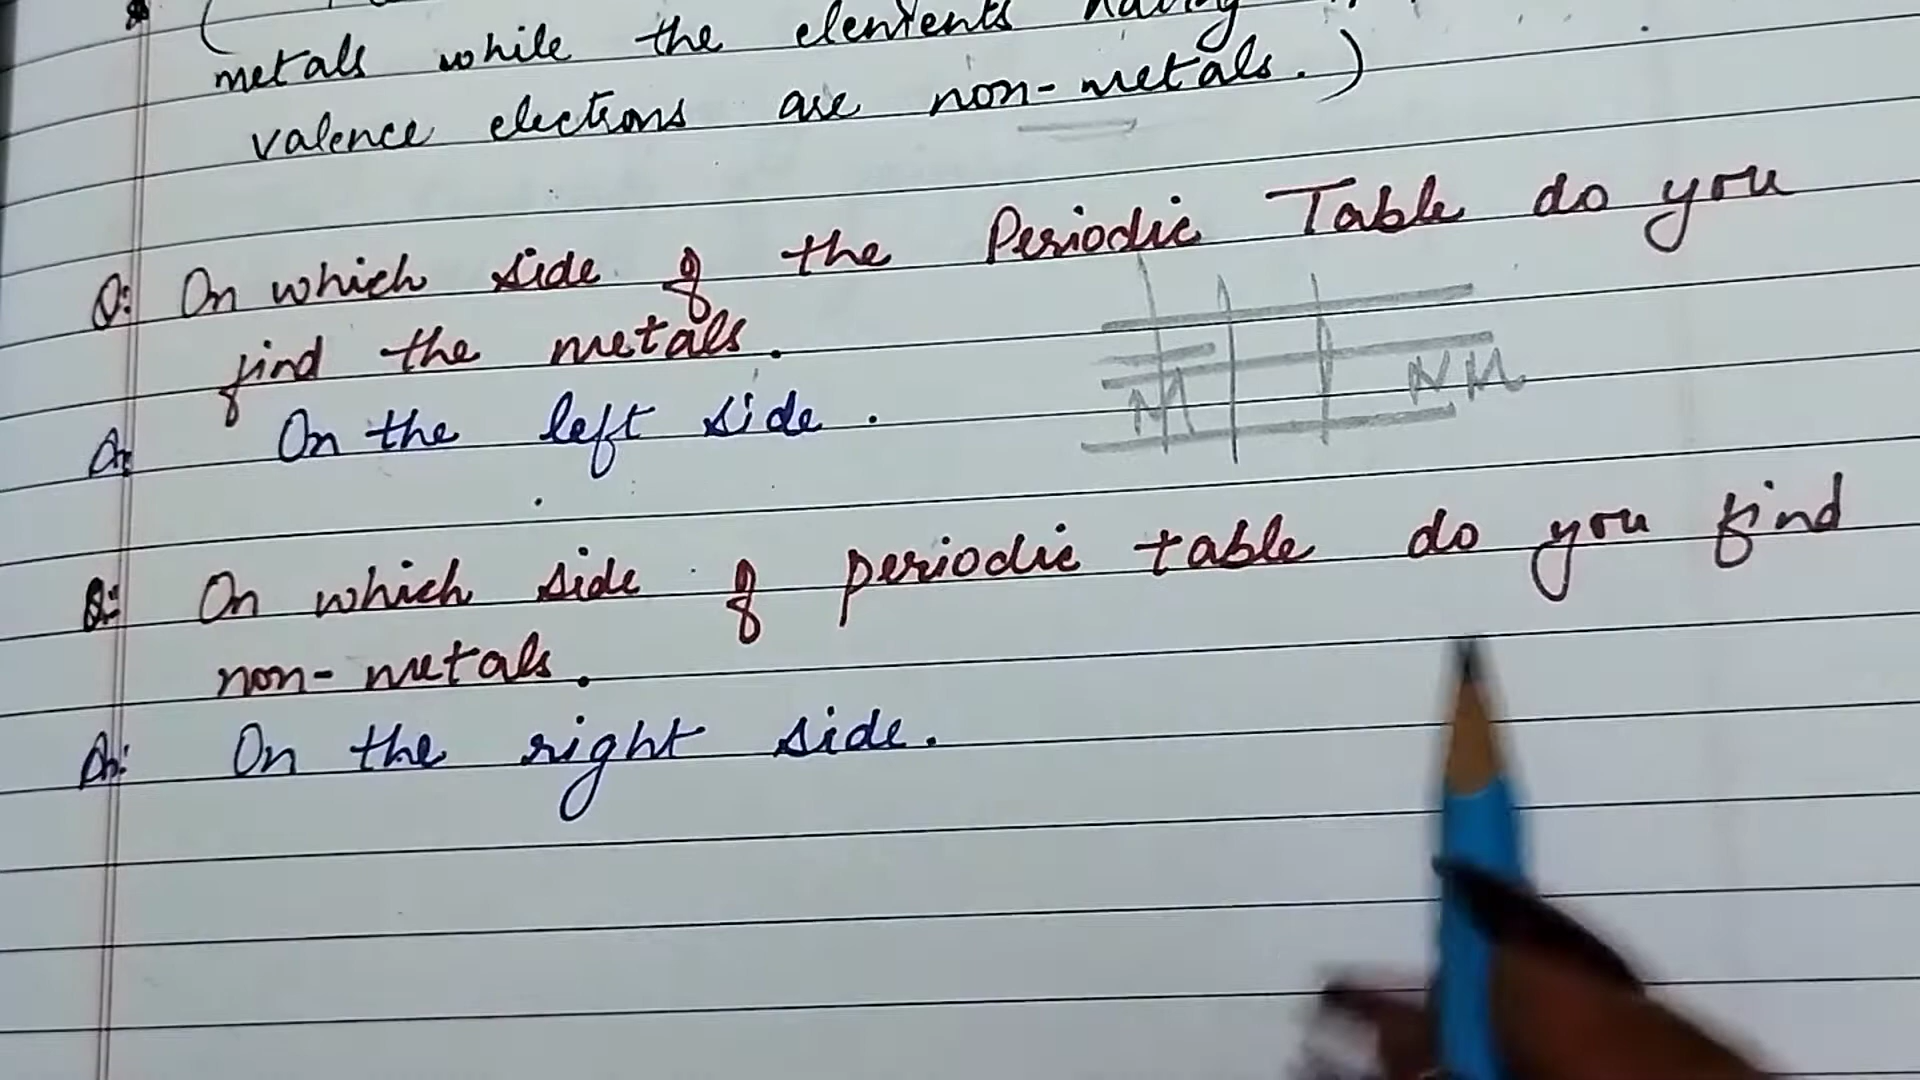 metals while the elements having
valence electrons are non-metals.)
Q: On which side of the Periodic Table do you
find the metals.
M NM
A: On the left side.
Q: On which side of periodic table do you find
non-metals.
An: On the right side.